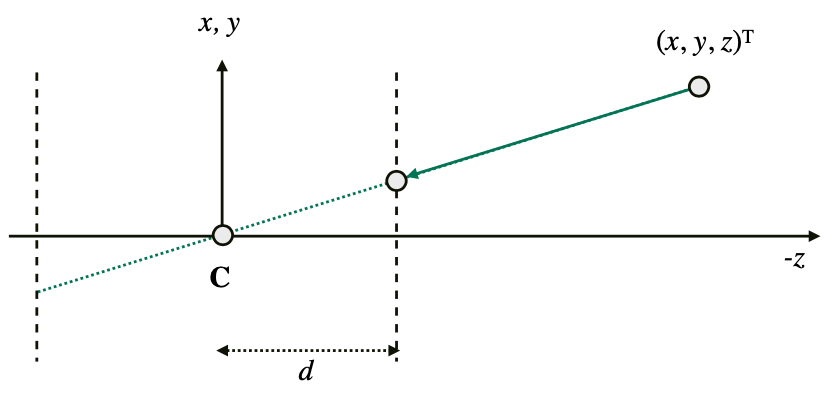 x, y
(x, y, z)ᵀ
-z
C
d